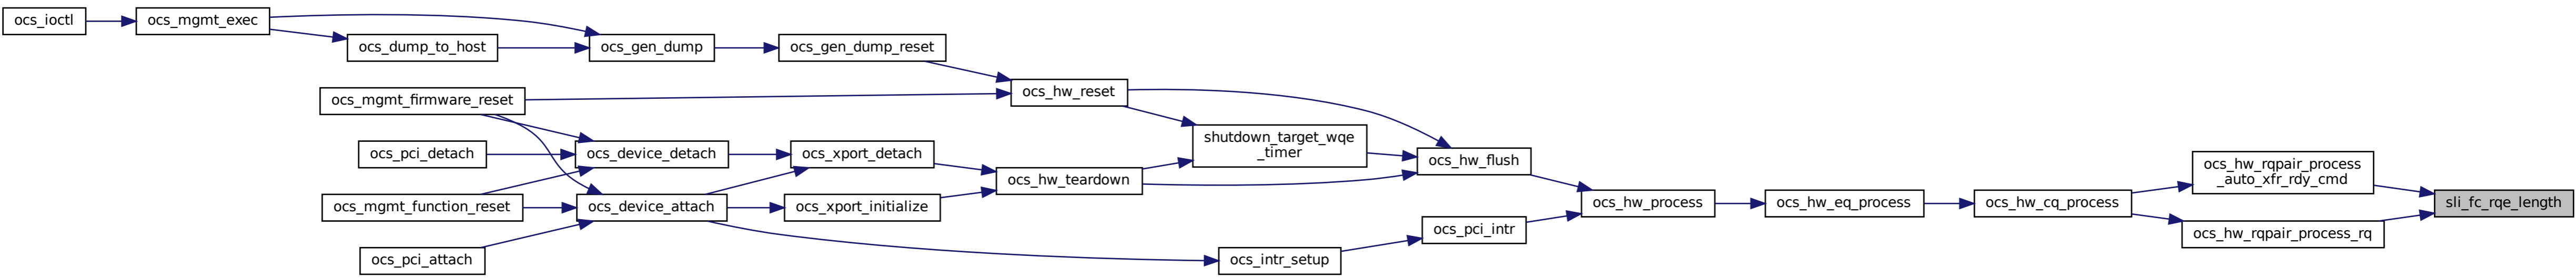 ocs_ioctl
ocs_mgmt_exec
ocs_dump_to_host
ocs_gen_dump
ocs_gen_dump_reset
ocs_mgmt_firmware_reset
ocs_hw_reset
shutdown_target_wqe
_timer
ocs_pci_detach
ocs_device_detach
ocs_xport_detach
ocs_hw_flush
ocs_hw_teardown
ocs_mgmt_function_reset
ocs_device_attach
ocs_xport_initialize
ocs_hw_process
ocs_hw_eq_process
ocs_hw_cq_process
ocs_hw_rqpair_process
_auto_xfr_rdy_cmd
sli_fc_rqe_length
ocs_pci_intr
ocs_hw_rqpair_process_rq
ocs_pci_attach
ocs_intr_setup